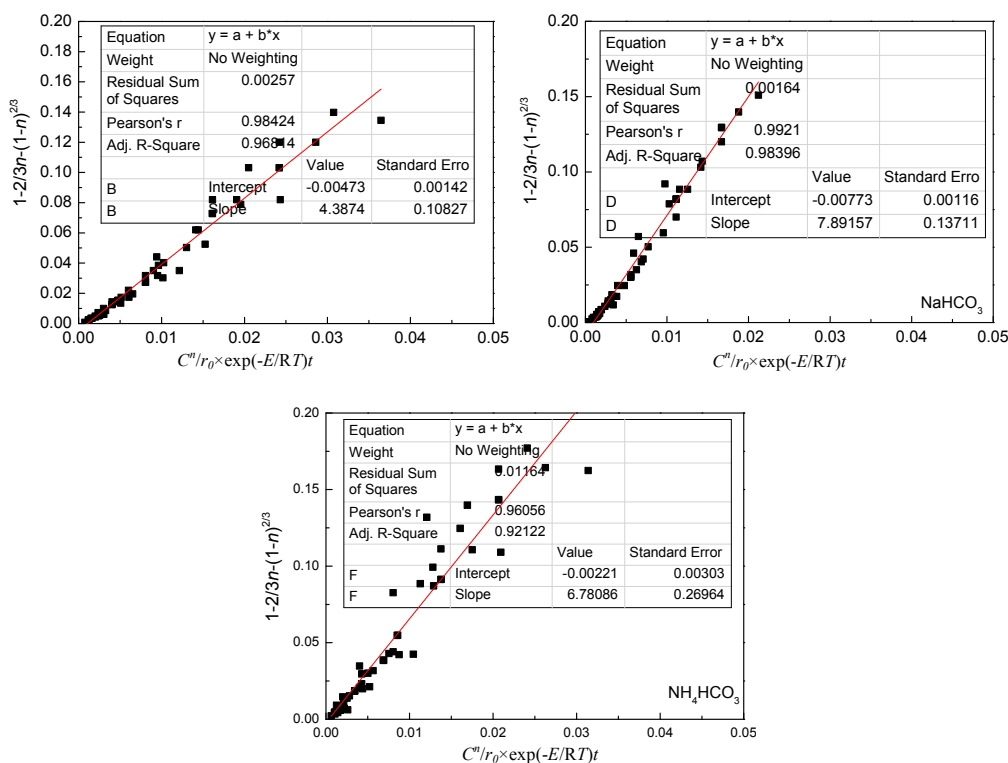 0.20
0.18
0.16
0.14
0.12
0.10
0.08
0.06
0.04
0.02
0.00
0.00 0.01 0.02 0.03 0.04 0.05
1-2/3n-(1-n)^2/3
C^n/r_0×exp(-E/RT)t
Equation y = a + b*x
Weight No Weighting
Residual Sum 0.00257
of Squares
Pearson's r 0.98424
Adj. R-Square 0.96814
Value Standard Erro
B Intercept -0.00473 0.00142
B Slope 4.3874 0.10827
0.20
0.15
0.10
0.05
0.00
0.00 0.01 0.02 0.03 0.04 0.05
1-2/3n-(1-n)^2/3
C^n/r_0×exp(-E/RT)t
Equation y = a + b*x
Weight No Weighting
Residual Sum 0.00164
of Squares
Pearson's r 0.9921
Adj. R-Square 0.98396
Value Standard Erro
D Intercept -0.00773 0.00116
D Slope 7.89157 0.13711
NaHCO3
0.20
0.15
0.10
0.05
0.00
0.00 0.01 0.02 0.03 0.04 0.05
1-2/3n-(1-n)^2/3
C^n/r_0×exp(-E/RT)t
Equation y = a + b*x
Weight No Weighting
Residual Sum 0.01164
of Squares
Pearson's r 0.96056
Adj. R-Square 0.92122
Value Standard Error
F Intercept -0.00221 0.00303
F Slope 6.78086 0.26964
NH4HCO3